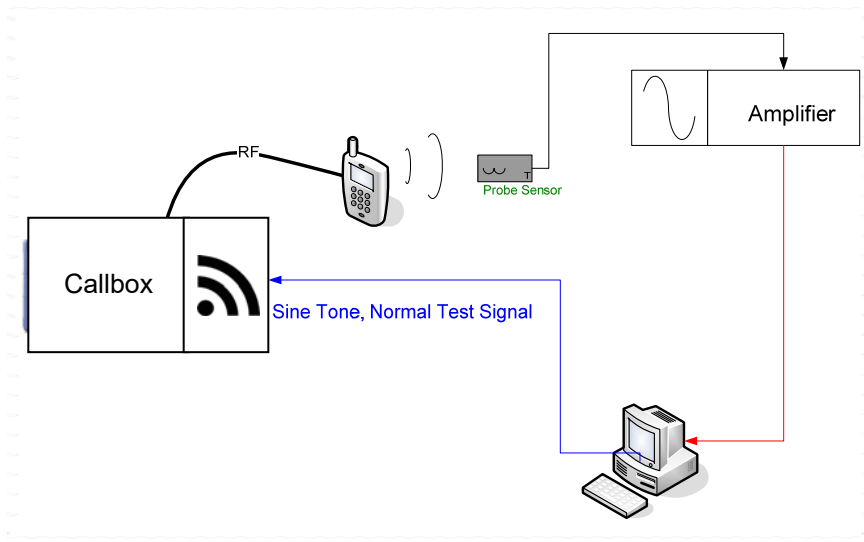 RF
Amplifier
T
Probe Sensor
Callbox
Sine Tone, Normal Test Signal